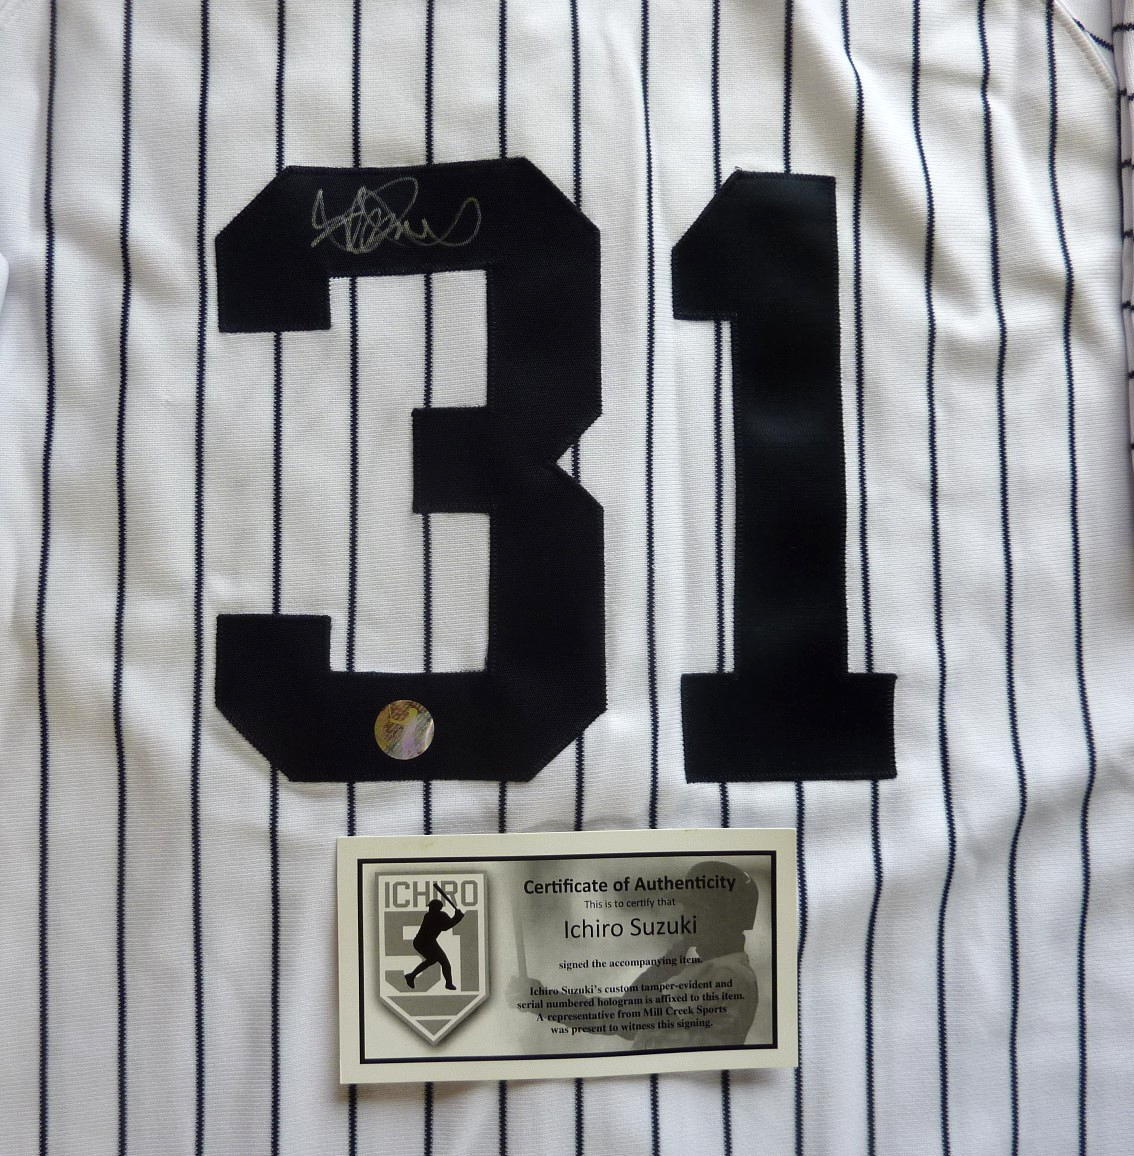 31
ICHIRO
51
Certificate of Authenticity
This is to certify that
Ichiro Suzuki
signed the accompanying item.
Ichiro Suzuki's custom tamper-evident and
serial numbered hologram is affixed to this item.
A representative from Mill Creek Sports
was present to witness this signing.